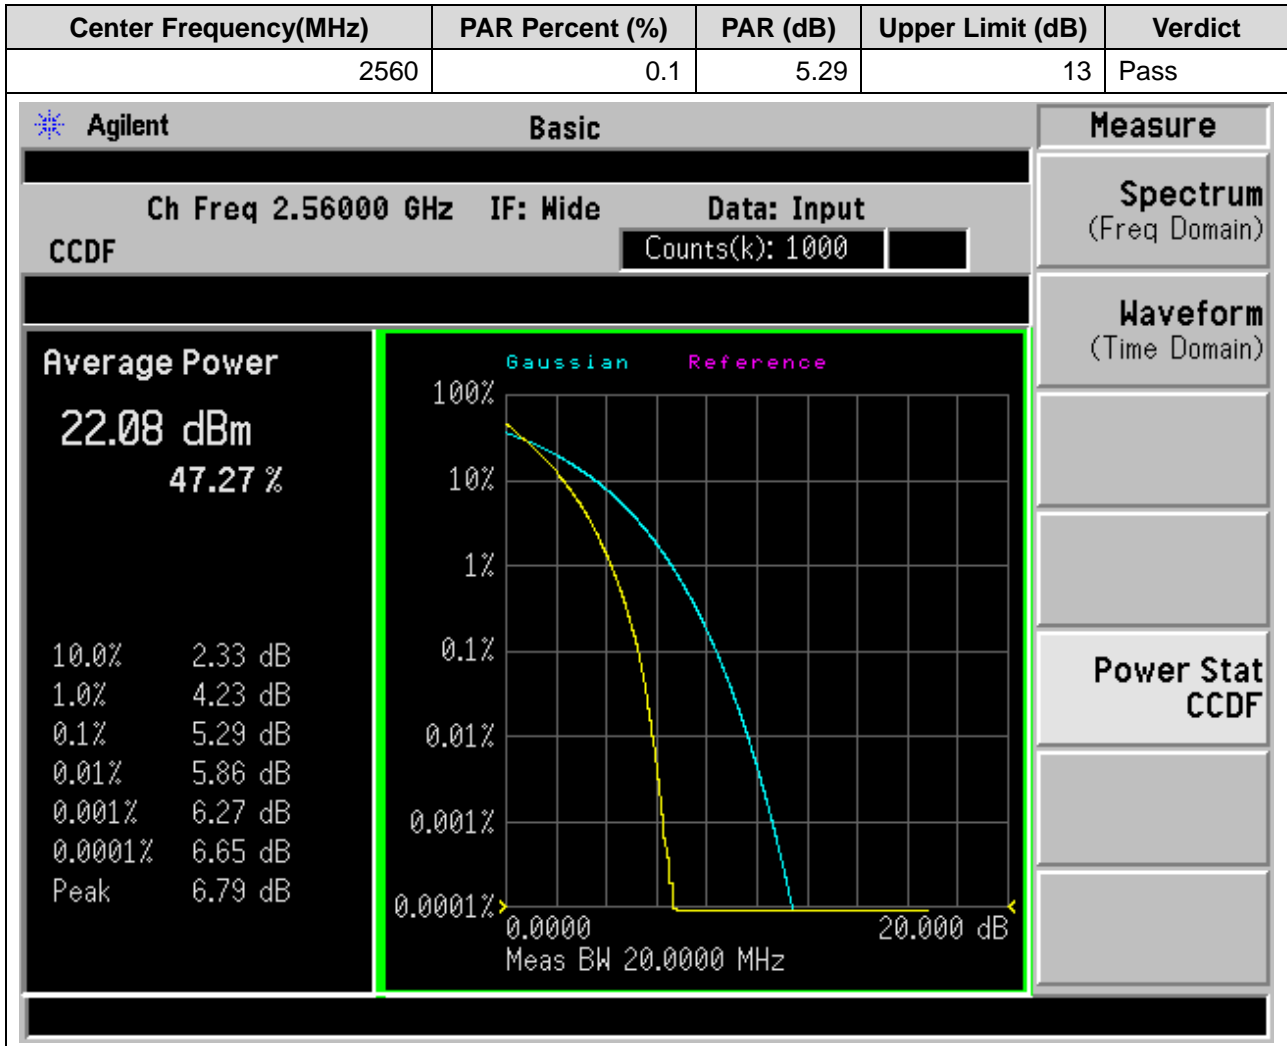 Center Frequency(MHz) PAR Percent (%) PAR (dB) Upper Limit (dB) Verdict
2560 0.1 5.29 13 Pass
Agilent Basic Measure
Ch Freq 2.56000 GHz IF: Wide Data: Input
CCDF Counts(k): 1000
Spectrum
(Freq Domain)
Waveform
(Time Domain)
Power Stat
CCDF
Average Power
22.08 dBm
47.27 %
10.0% 2.33 dB
1.0% 4.23 dB
0.1% 5.29 dB
0.01% 5.86 dB
0.001% 6.27 dB
0.0001% 6.65 dB
Peak 6.79 dB
Gaussian Reference
100%
10%
1%
0.1%
0.01%
0.001%
0.0001%
0.0000 20.000 dB
Meas BW 20.0000 MHz